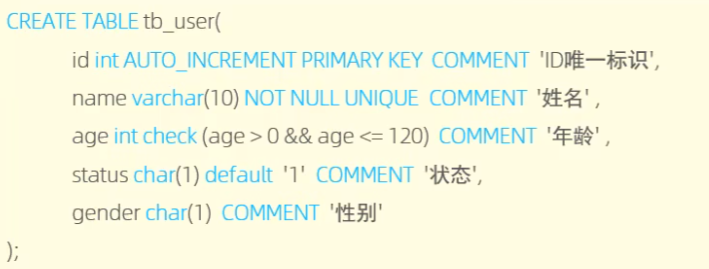 CREATE TABLE tb_user(
id int AUTO_INCREMENT PRIMARY KEY COMMENT 'ID唯一标识',
name varchar(10) NOT NULL UNIQUE COMMENT '姓名' ,
age int check (age > 0 && age <= 120) COMMENT '年龄' ,
status char(1) default '1' COMMENT '状态',
gender char(1) COMMENT '性别'
);